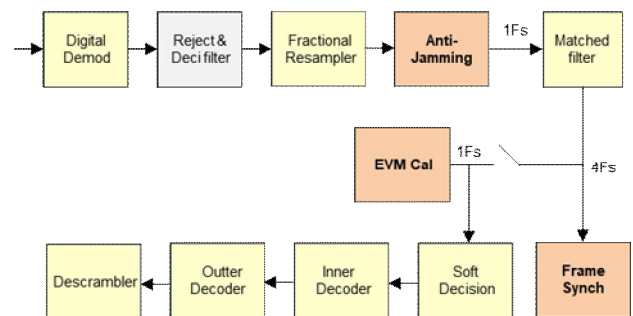 Digital
Demod
Reject &
Deci filter
Fractional
Resampler
Anti-
Jamming
1Fs
Matched
filter
EVM Cal
1Fs
4Fs
Descrambler
Outter
Decoder
Inner
Decoder
Soft
Decision
Frame
Synch